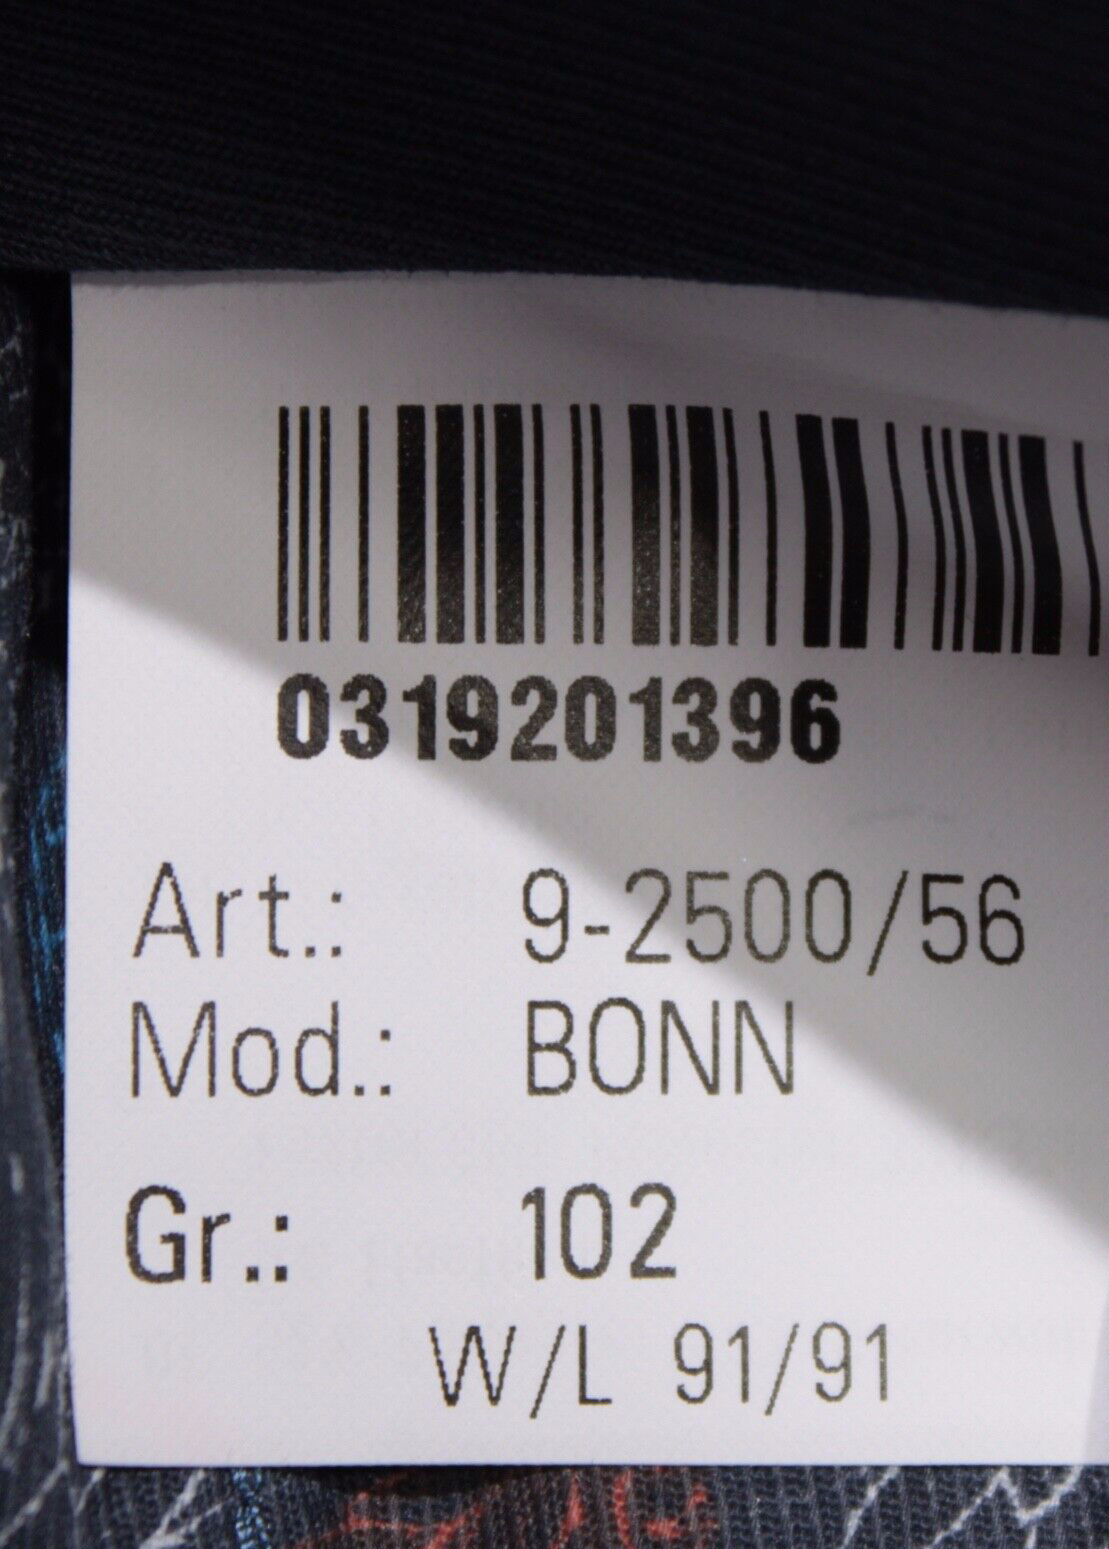 0319201396
Art.: 9-2500/56
Mod.: BONN
Gr.: 102
W/L 91/91